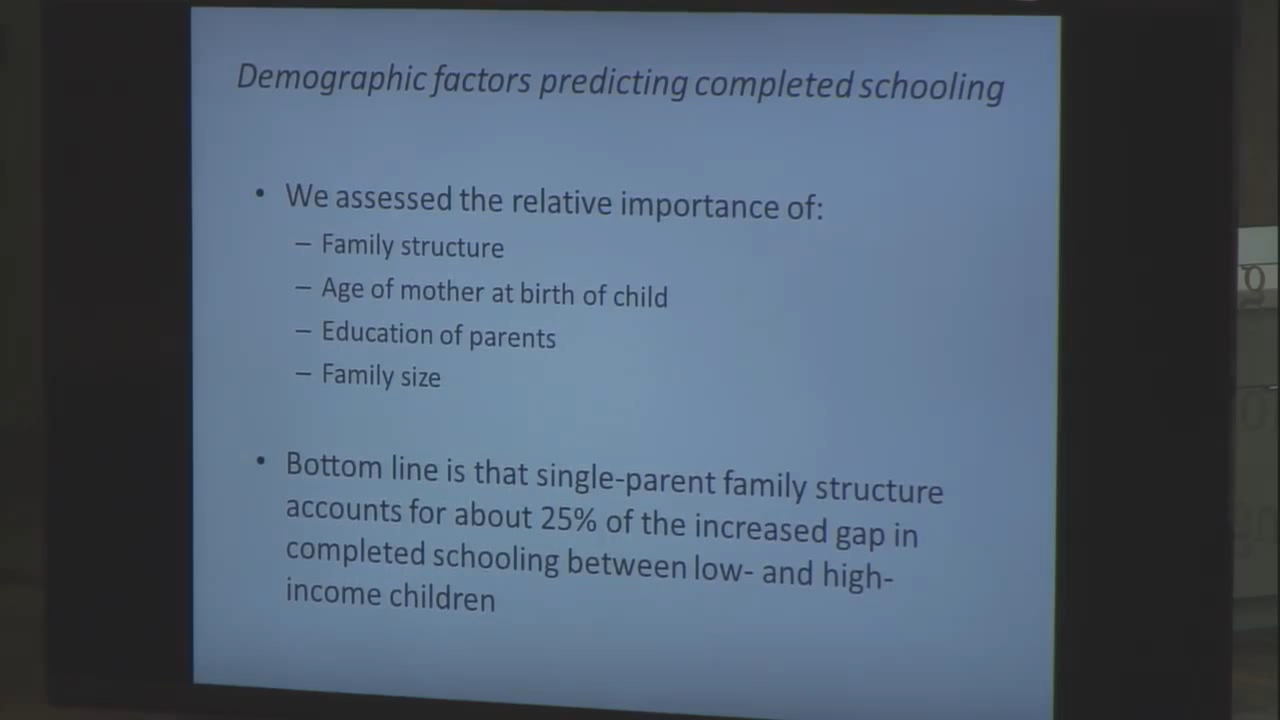 Demographic factors predicting completed schooling
• We assessed the relative importance of:
– Family structure
– Age of mother at birth of child
– Education of parents
– Family size
• Bottom line is that single-parent family structure
accounts for about 25% of the increased gap in
completed schooling between low- and high-
income children